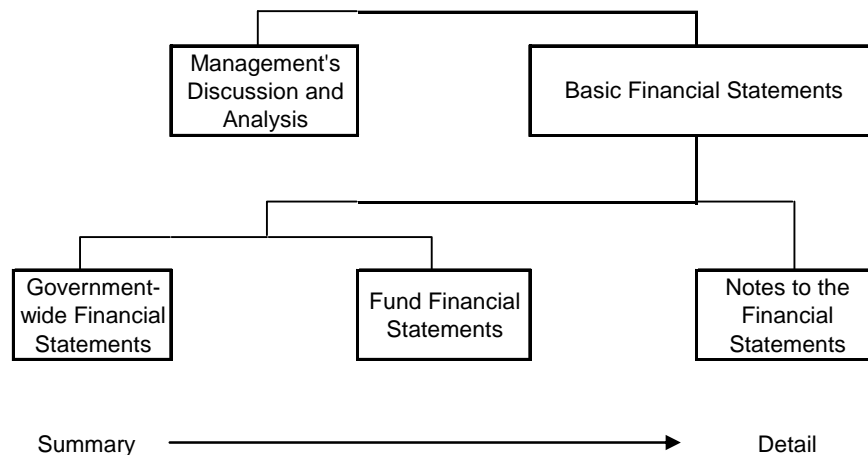 Management's
Discussion and
Analysis
Basic Financial Statements
Government-
wide Financial
Statements
Fund Financial
Statements
Notes to the
Financial
Statements
Summary
Detail